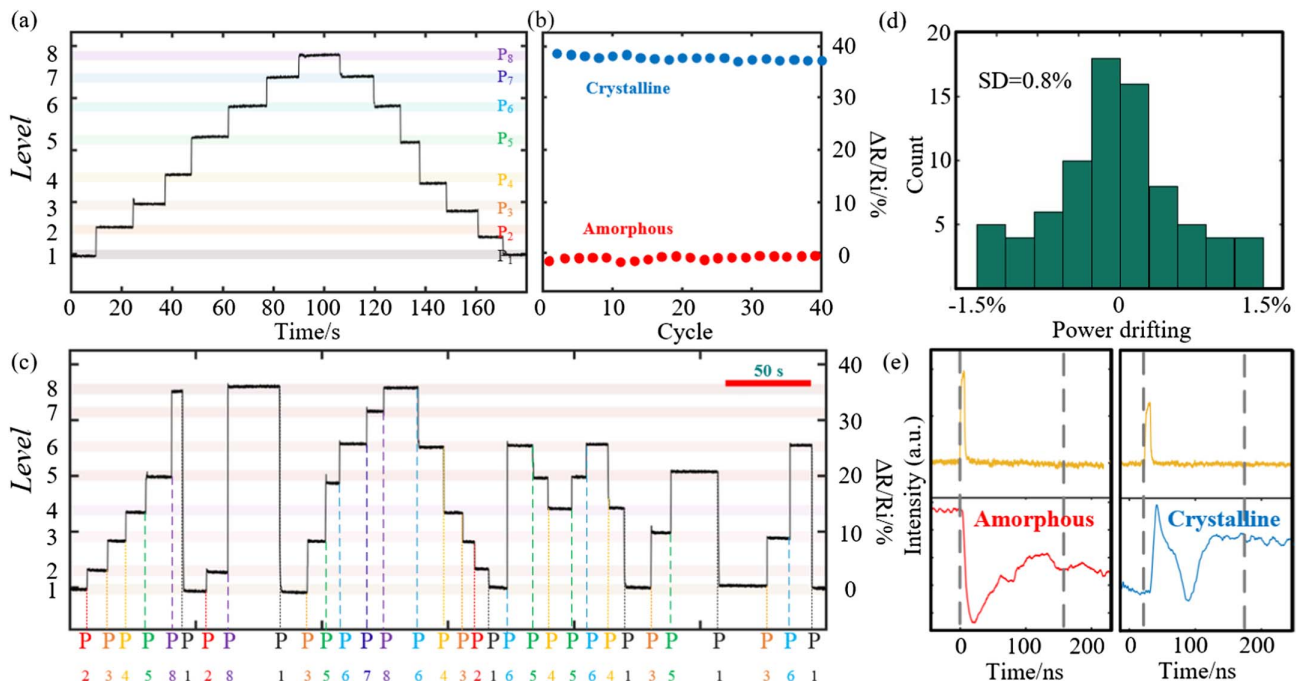 (a)
Level
8
7
6
5
4
3
2
1
P8
P7
P6
P5
P4
P3
P2
P1
0 20 40 60 80 100 120 140 160
Time/s
(b)
Crystalline
Amorphous
40
30
20
10
0
ΔR/Ri/%
0 10 20 30 40
Cycle
(d)
SD=0.8%
Count
20
15
10
5
-1.5% 0 1.5%
Power drifting
(c)
Level
8
7
6
5
4
3
2
1
50 s
40
30
20
10
0
ΔR/Ri/%
P P P P P P P P P P P P P P P P P P P P P P P P P P P P P P P
2 3 4 5 8 1 2 8 1 3 5 6 7 8 6 4 3 2 1 6 5 4 5 6 4 1 3 5 1 3 6 1
(e)
Intensity (a.u.)
Amorphous
Crystalline
0 100 200
Time/ns
0 100 200
Time/ns